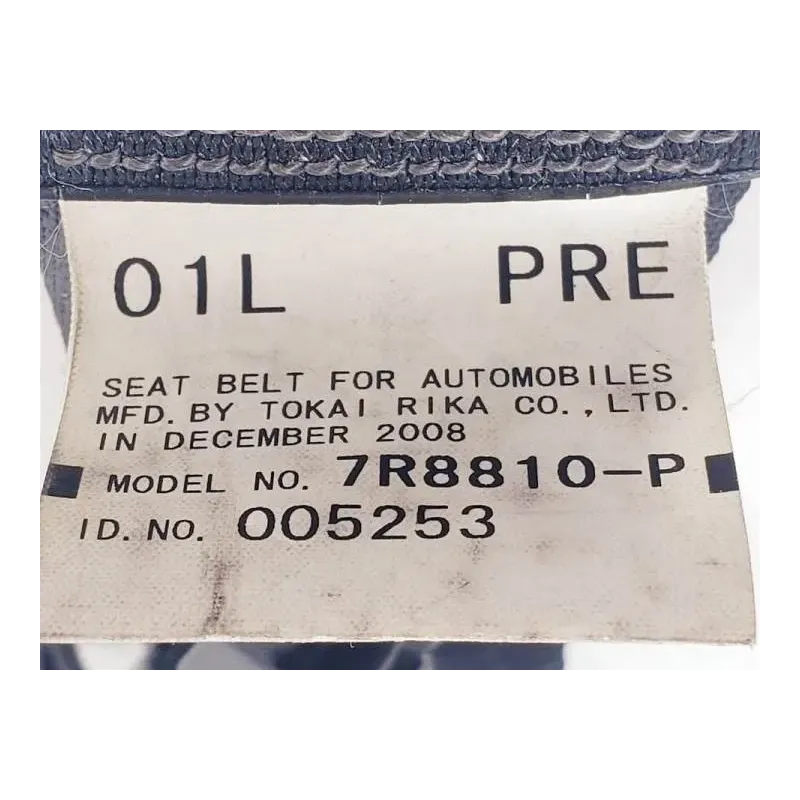 01L PRE
SEAT BELT FOR AUTOMOBILES
MFD. BY TOKAI RIKA CO., LTD.
IN DECEMBER 2008
MODEL NO. 7R8810-P
ID. NO. 005253